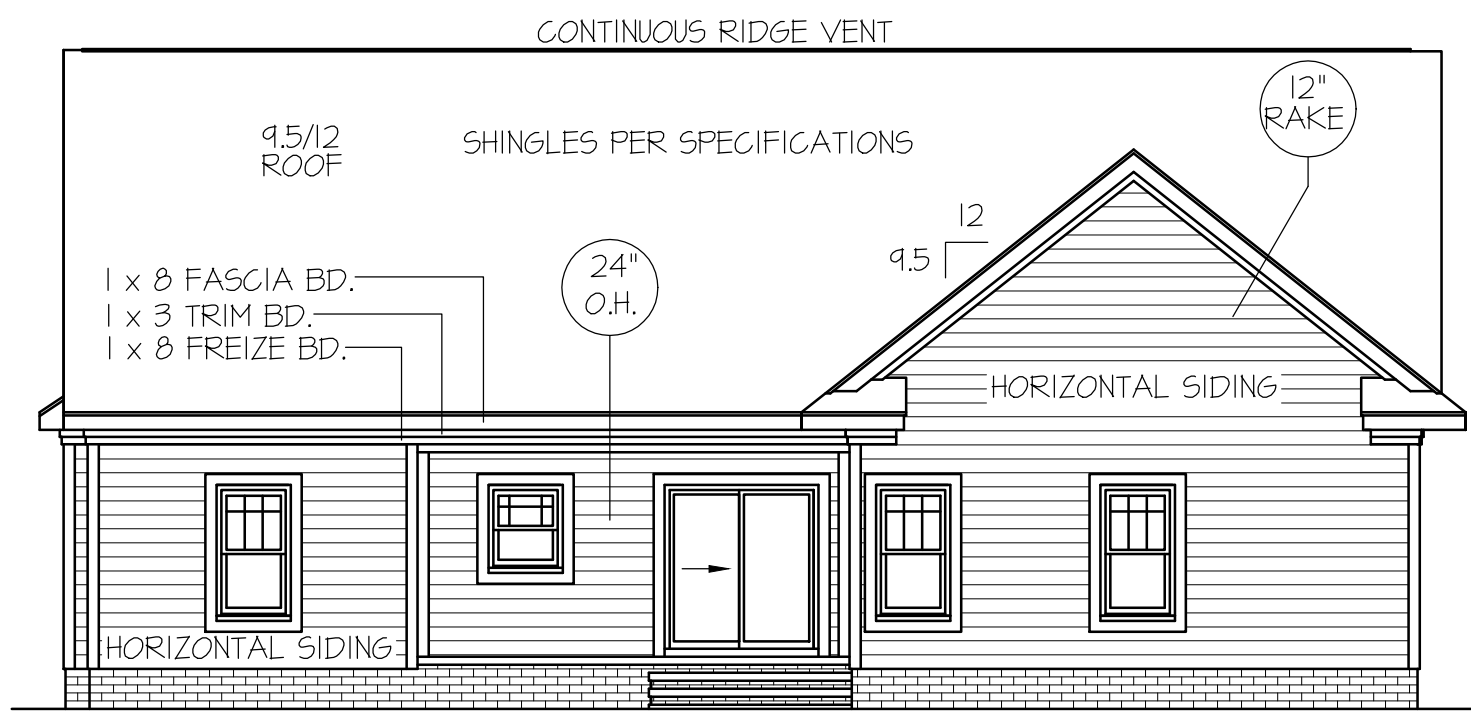 CONTINUOUS RIDGE VENT
12"
RAKE
9.5/12
ROOF
SHINGLES PER SPECIFICATIONS
12
9.5
24"
O.H.
1 x 8 FASCIA BD.
1 x 3 TRIM BD.
1 x 8 FREIZE BD.
HORIZONTAL SIDING
HORIZONTAL SIDING